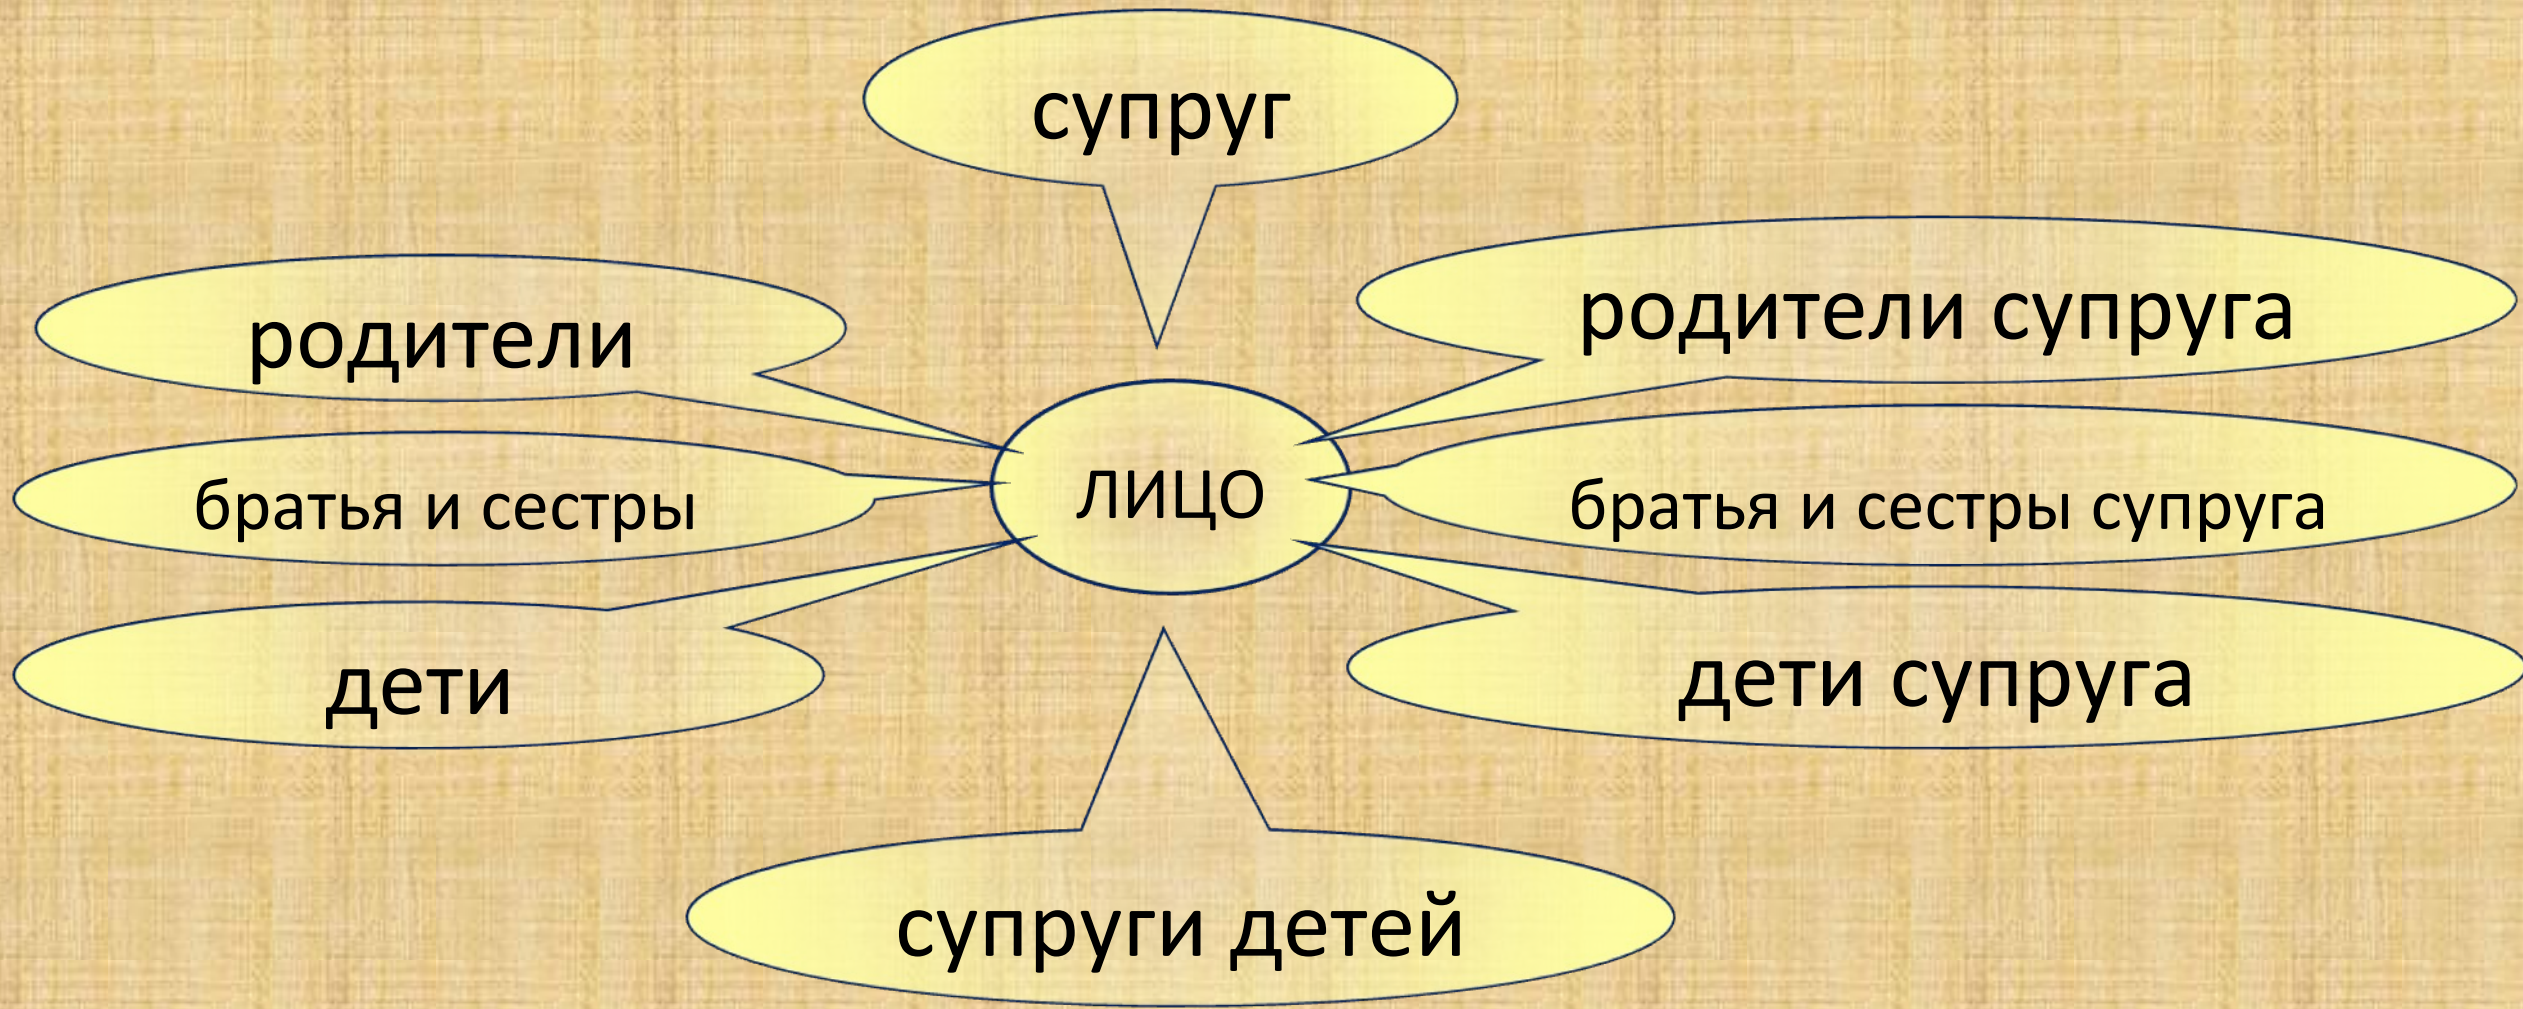 супруг
родители
родители супруга
братья и сестры
ЛИЦО
братья и сестры супруга
дети
дети супруга
супруги детей